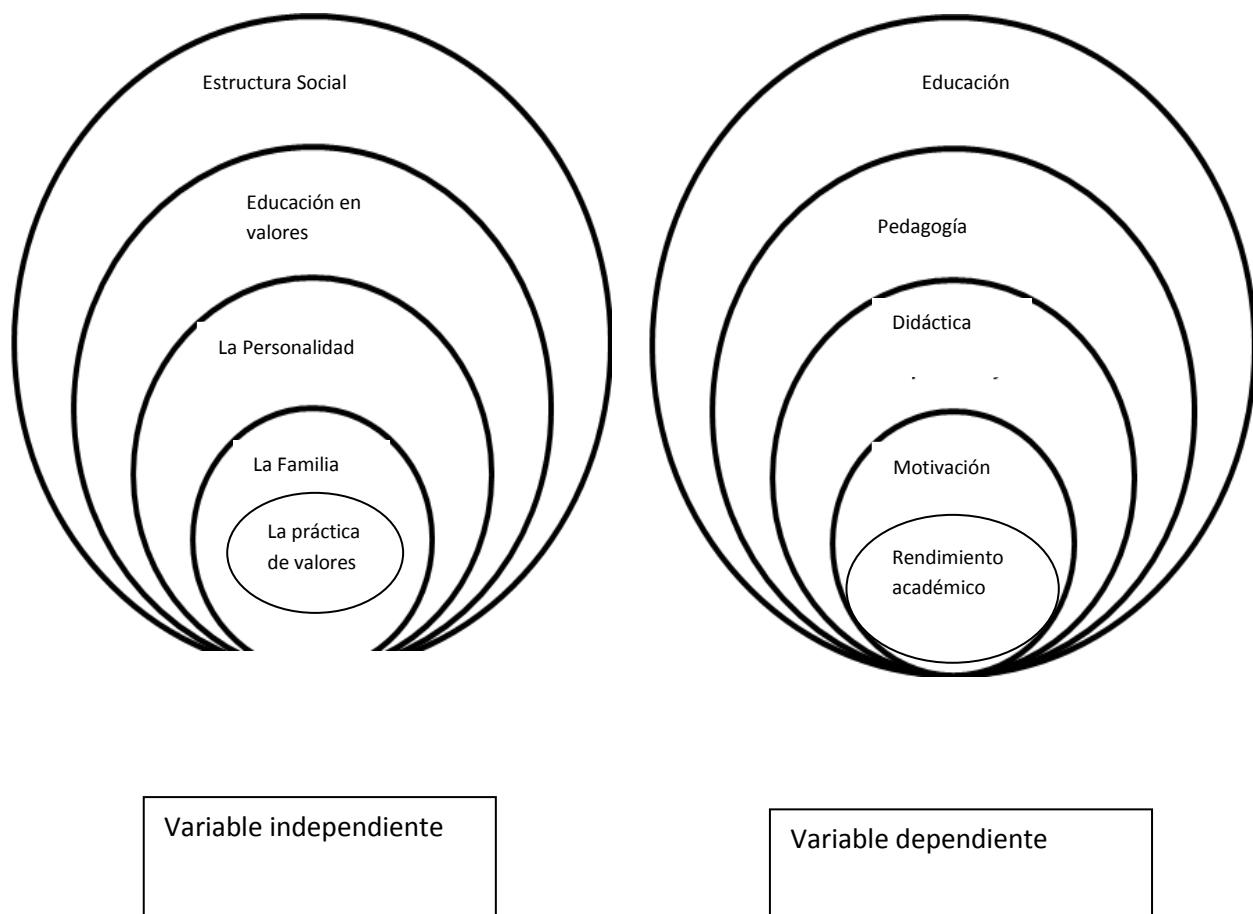 Estructura Social
Educación en
valores
La Personalidad
La Familia
La práctica
de valores
Variable independiente
Educación
Pedagogía
Didáctica
Motivación
Rendimiento
académico
Variable dependiente